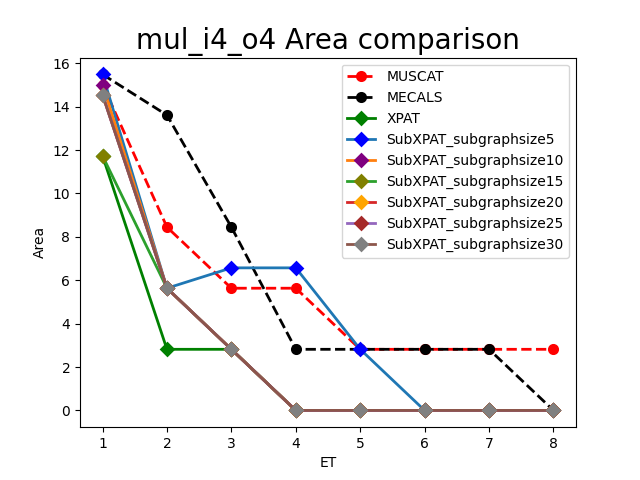 mul_i4_o4 Area comparison
16
14
12
10
8
6
4
2
0
Area
MUSCAT
MECALS
XPAT
SubXPAT_subgraphsize5
SubXPAT_subgraphsize10
SubXPAT_subgraphsize15
SubXPAT_subgraphsize20
SubXPAT_subgraphsize25
SubXPAT_subgraphsize30
1 2 3 4 5 6 7 8
ET